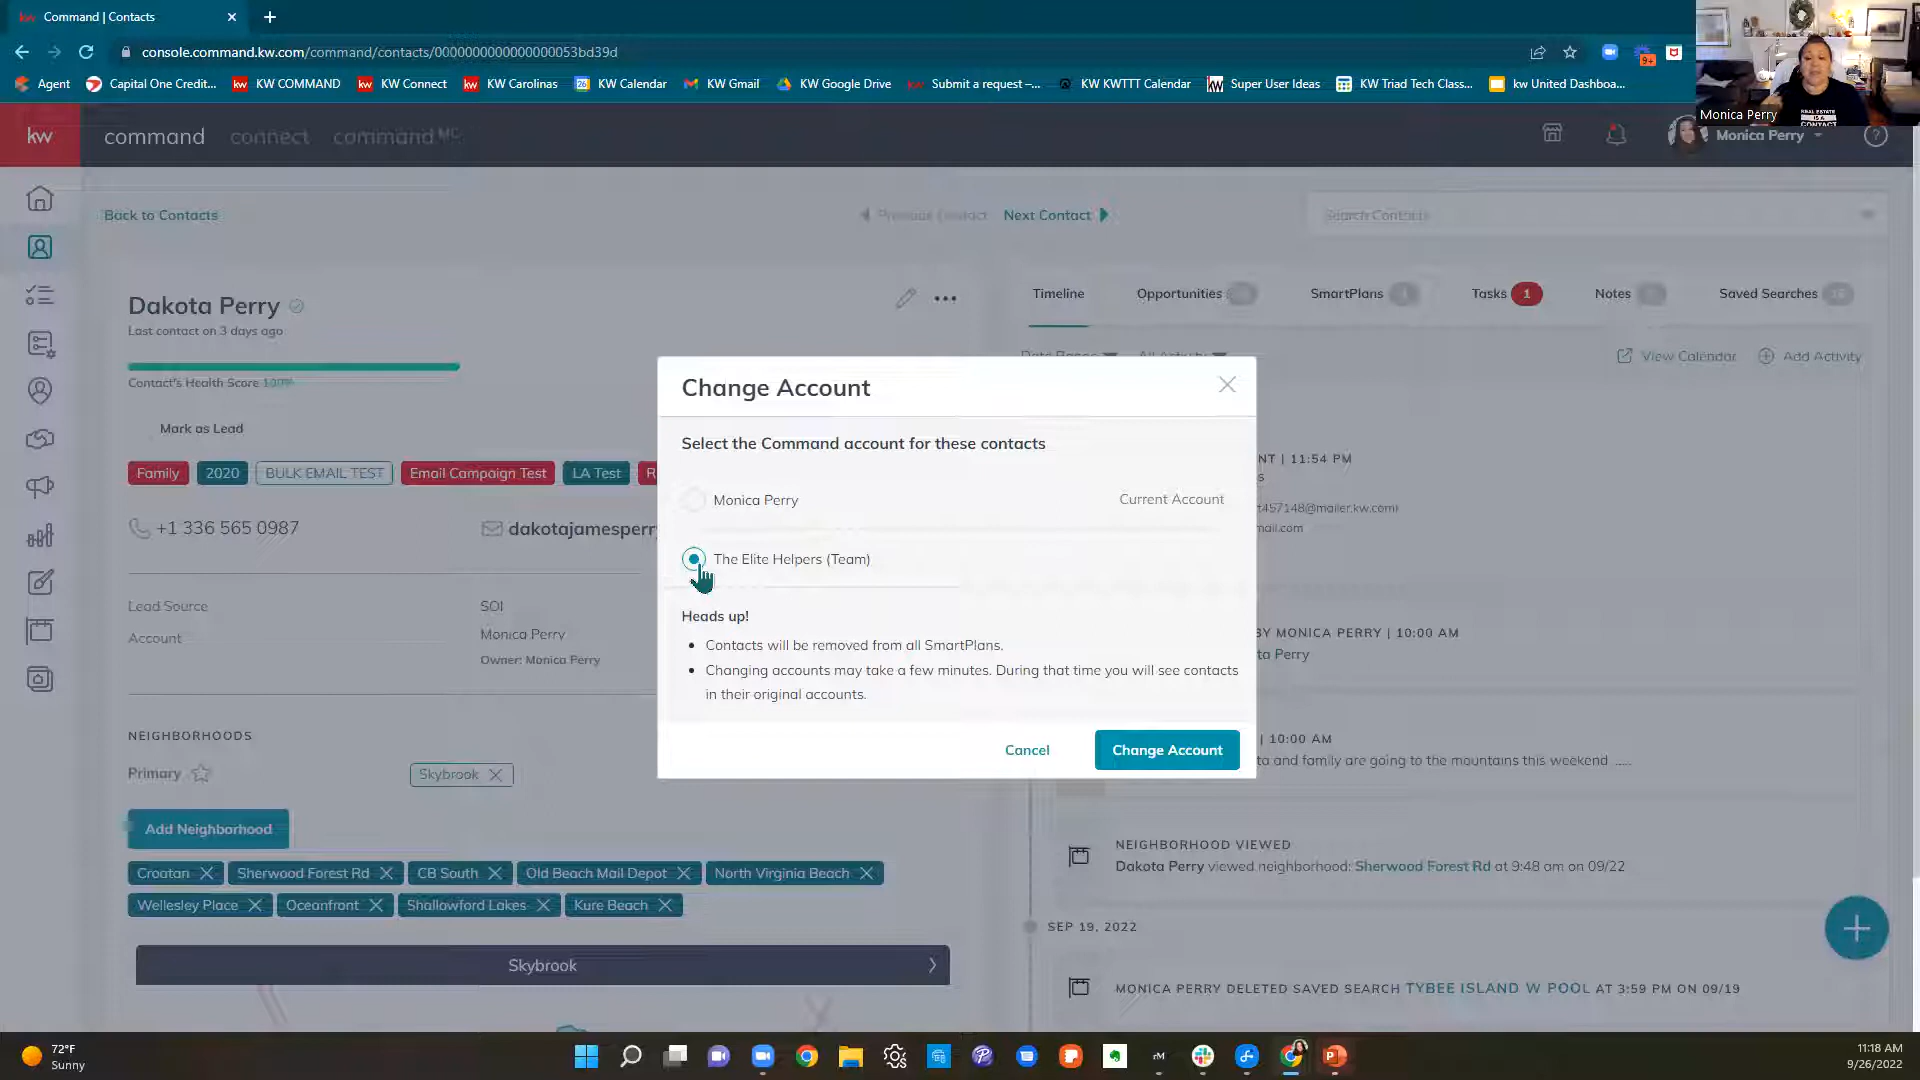 Command | Contacts
console.command.kw.com/command/contacts/0000000000000000053bd39d
Agent
Capital One Credit...
KW COMMAND
KW Connect
KW Carolinas
KW Calendar
KW Gmail
KW Google Drive
Submit a request –...
KW KWTTT Calendar
Super User Ideas
KW Triad Tech Class...
kw United Dashboa...
9+
Monica Perry
kw
command
connect
command MC
Monica Perry
Back to Contacts
Previous Contact
Next Contact
Search Contacts
Dakota Perry
Last contact on 3 days ago
Contact's Health Score 100%
Mark as Lead
Family
2020
BULK EMAIL TEST
Email Campaign Test
LA Test
R
+1 336 565 0987
dakotajamesperry
Lead Source
SOI
Account
Monica Perry
Owner: Monica Perry
NEIGHBORHOODS
Primary
Skybrook
Add Neighborhood
Croatan
Sherwood Forest Rd
CB South
Old Beach Mail Depot
North Virginia Beach
Wellesley Place
Oceanfront
Shallowford Lakes
Kure Beach
Skybrook
Timeline
Opportunities
SmartPlans
Tasks 1
Notes
Saved Searches
Date Range
All Activity
View Calendar
Add Activity
Change Account
Select the Command account for these contacts
Monica Perry
Current Account
The Elite Helpers (Team)
Heads up!
• Contacts will be removed from all SmartPlans.
• Changing accounts may take a few minutes. During that time you will see contacts
in their original accounts.
Cancel
Change Account
NT | 11:54 PM
s
t457148@mailer.kw.com)
mail.com
BY MONICA PERRY | 10:00 AM
ta Perry
| 10:00 AM
ta and family are going to the mountains this weekend .....
NEIGHBORHOOD VIEWED
Dakota Perry viewed neighborhood: Sherwood Forest Rd at 9:48 am on 09/22
SEP 19, 2022
MONICA PERRY DELETED SAVED SEARCH TYBEE ISLAND W POOL AT 3:59 PM ON 09/19
72°F
Sunny
11:18 AM
9/26/2022